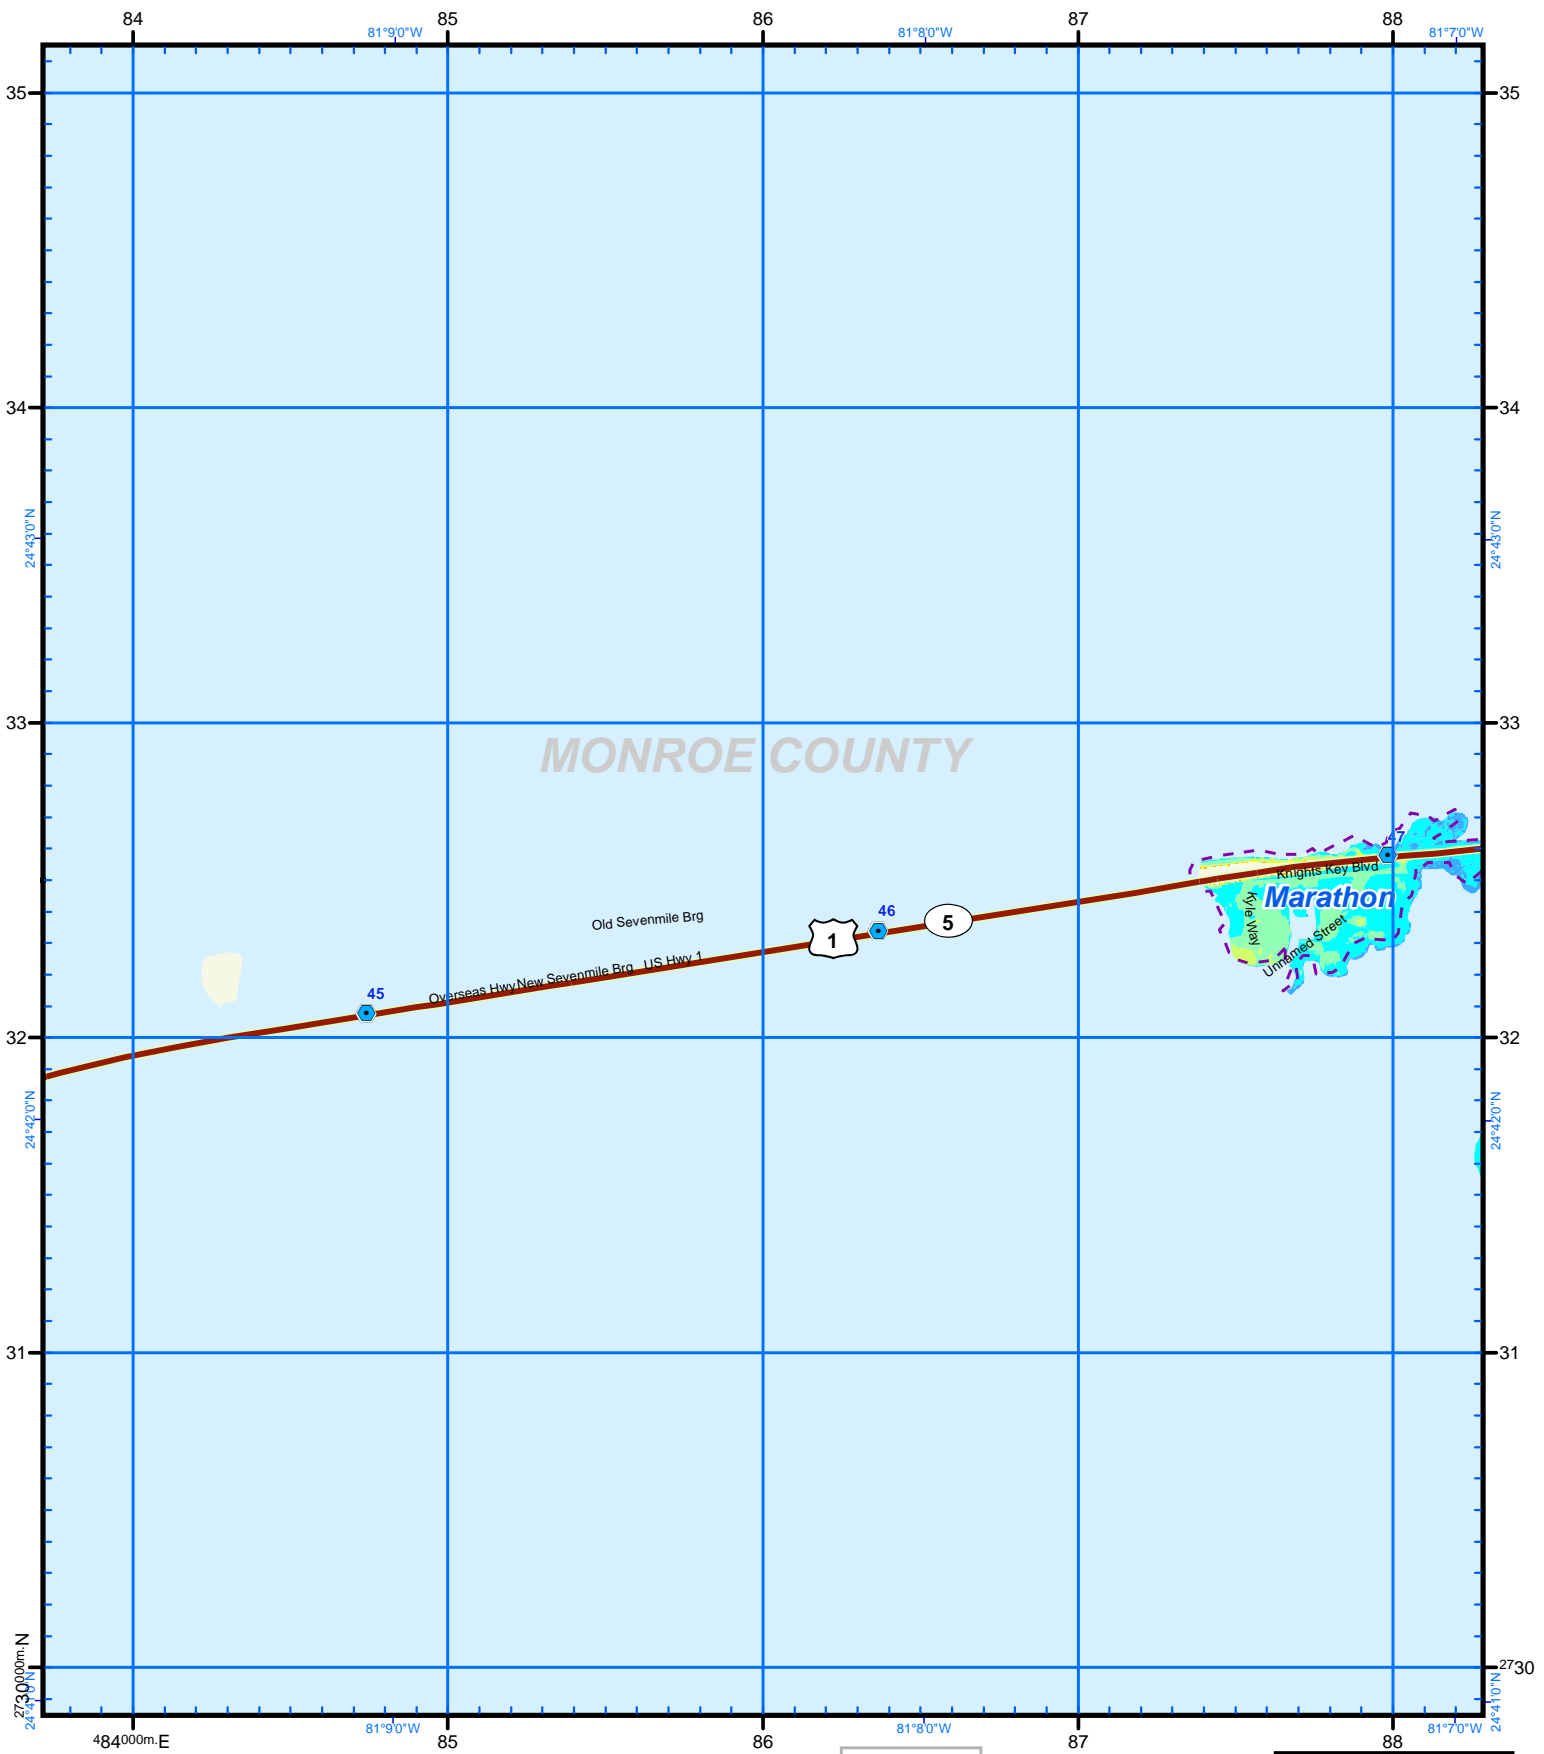 84 85 86 87 88
81°9'0"W 81°8'0"W 81°7'0"W
35 35
34 34
24°43'0"N 24°43'0"N
33 33
MONROE COUNTY
47
Knights Key Blvd
Marathon
Kyle Way
Unnamed Street
46
5
1
Old Sevenmile Brg
US Hwy 1
New Sevenmile Brg
Overseas Hwy
45
32 32
24°42'0"N 24°42'0"N
31 31
2730000m.N 2730
24°41'0"N 24°41'0"N
81°9'0"W 81°8'0"W 81°7'0"W
484000m.E 85 86 87 88